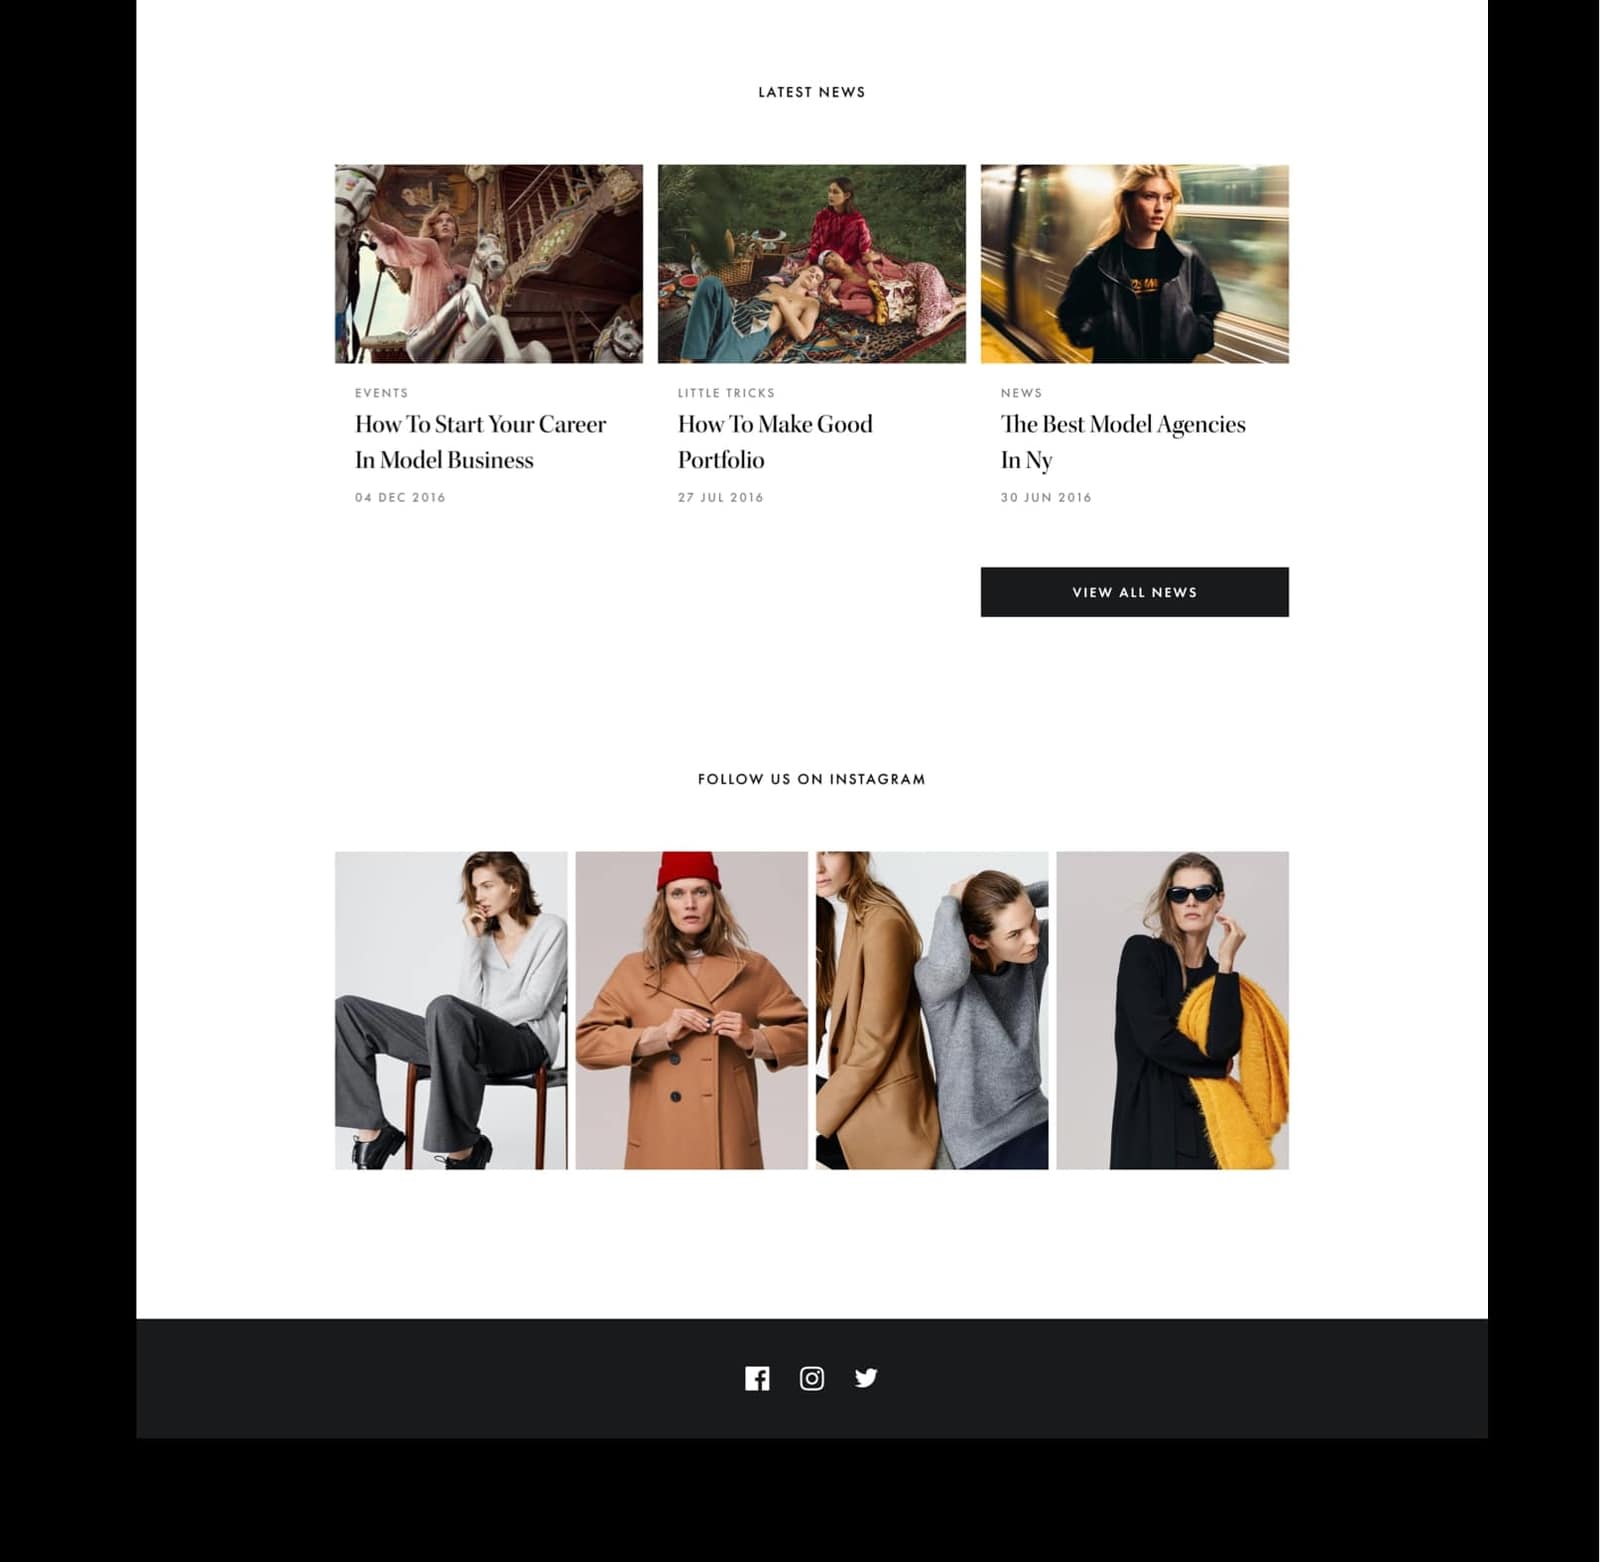 LATEST NEWS
EVENTS
How To Start Your Career
In Model Business
04 DEC 2016
LITTLE TRICKS
How To Make Good
Portfolio
27 JUL 2016
NEWS
The Best Model Agencies
In Ny
30 JUN 2016
VIEW ALL NEWS
FOLLOW US ON INSTAGRAM